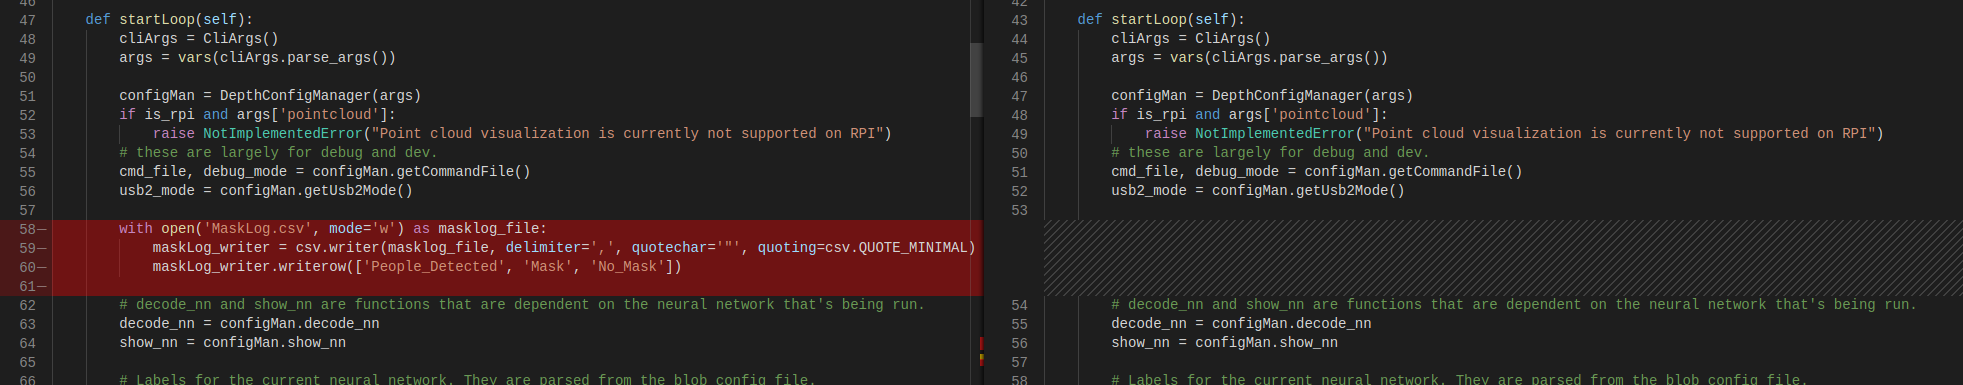 46
47 def startLoop(self):
48 cliArgs = CliArgs()
49 args = vars(cliArgs.parse_args())
50
51 configMan = DepthConfigManager(args)
52 if is_rpi and args['pointcloud']:
53 raise NotImplementedError("Point cloud visualization is currently not supported on RPI")
54 # these are largely for debug and dev.
55 cmd_file, debug_mode = configMan.getCommandFile()
56 usb2_mode = configMan.getUsb2Mode()
57
58— with open('MaskLog.csv', mode='w') as masklog_file:
59— maskLog_writer = csv.writer(masklog_file, delimiter=',', quotechar='"', quoting=csv.QUOTE_MINIMAL)
60— maskLog_writer.writerow(['People_Detected', 'Mask', 'No_Mask'])
61—
62 # decode_nn and show_nn are functions that are dependent on the neural network that's being run.
63 decode_nn = configMan.decode_nn
64 show_nn = configMan.show_nn
65
66 # Labels for the current neural network. They are parsed from the blob config file.
42
43 def startLoop(self):
44 cliArgs = CliArgs()
45 args = vars(cliArgs.parse_args())
46
47 configMan = DepthConfigManager(args)
48 if is_rpi and args['pointcloud']:
49 raise NotImplementedError("Point cloud visualization is currently not supported on RPI")
50 # these are largely for debug and dev.
51 cmd_file, debug_mode = configMan.getCommandFile()
52 usb2_mode = configMan.getUsb2Mode()
53
54 # decode_nn and show_nn are functions that are dependent on the neural network that's being run.
55 decode_nn = configMan.decode_nn
56 show_nn = configMan.show_nn
57
58 # Labels for the current neural network. They are parsed from the blob config file.